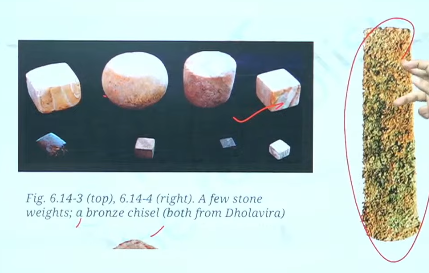 Fig. 6.14-3 (top), 6.14-4 (right). A few stone
weights; a bronze chisel (both from Dholavira)